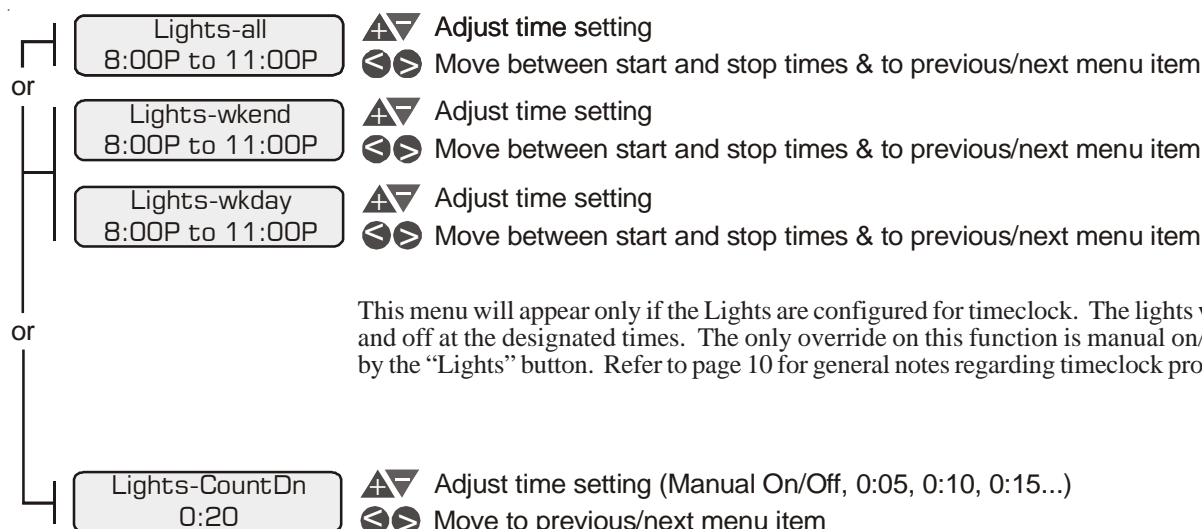 Lights-all
8:00P to 11:00P
Adjust time setting
Move between start and stop times & to previous/next menu item
or
Lights-wkend
8:00P to 11:00P
Adjust time setting
Move between start and stop times & to previous/next menu item
Lights-wkday
8:00P to 11:00P
Adjust time setting
Move between start and stop times & to previous/next menu item
This menu will appear only if the Lights are configured for timeclock. The lights
and off at the designated times. The only override on this function is manual on/
by the “Lights” button. Refer to page 10 for general notes regarding timeclock
or
Lights-CountDn
0:20
Adjust time setting (Manual On/Off, 0:05, 0:10, 0:15...)
Move to previous/next menu item